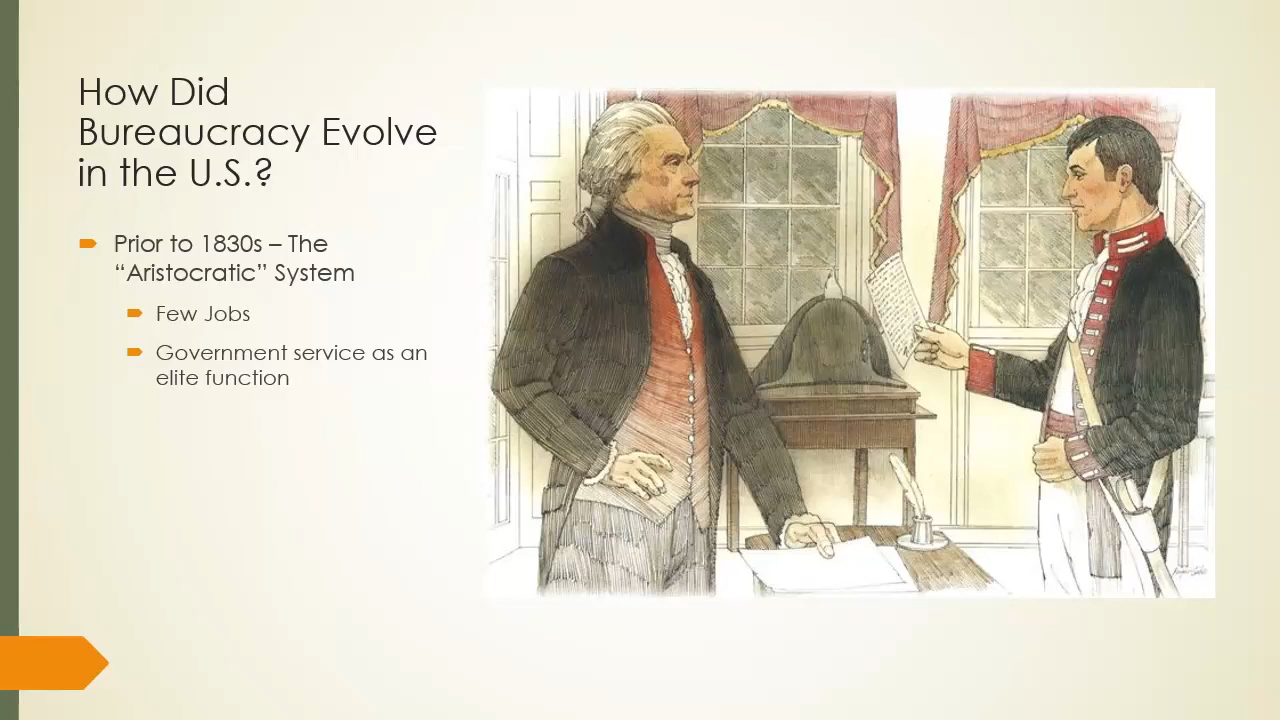 How Did
Bureaucracy Evolve
in the U.S.?
Prior to 1830s – The
“Aristocratic” System
Few Jobs
Government service as an
elite function